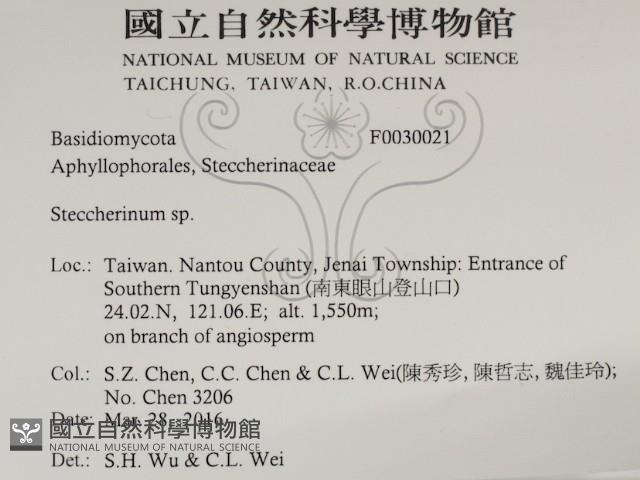 國立自然科學博物館
NATIONAL MUSEUM OF NATURAL SCIENCE
TAICHUNG, TAIWAN, R.O.CHINA
Basidiomycota F0030021
Aphyllophorales, Steccherinaceae
Steccherinum sp.
Loc.: Taiwan. Nantou County, Jenai Township: Entrance of
Southern Tungyenshan (南東眼山登山口)
24.02.N, 121.06.E; alt. 1,550m;
on branch of angiosperm
Col.: S.Z. Chen, C.C. Chen & C.L. Wei(陳秀珍, 陳哲志, 魏佳玲);
No. Chen 3206
Date: Mar. 28, 2016
國立自然科學博物館
NATIONAL MUSEUM OF NATURAL SCIENCE
Det.: S.H. Wu & C.L. Wei